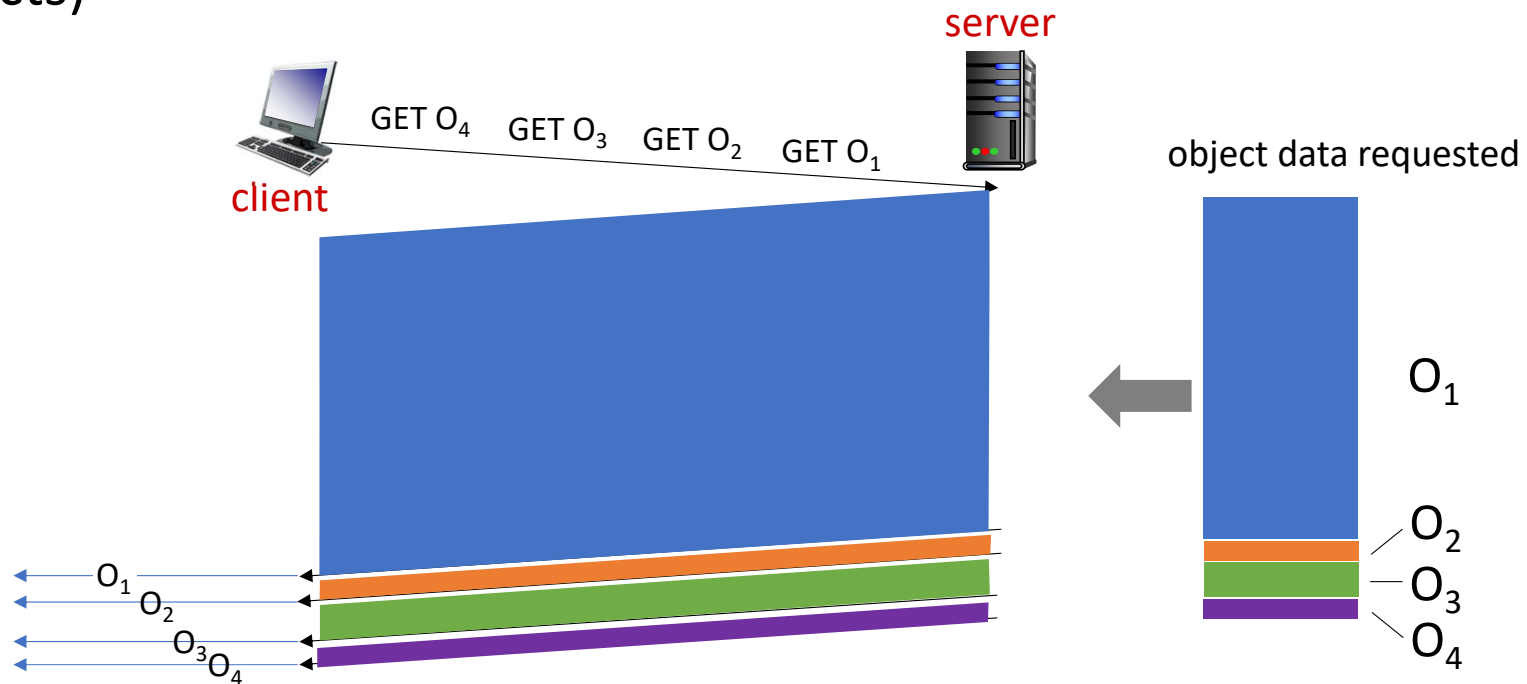 ets)
server
GET O₄ GET O₃ GET O₂ GET O₁
object data requested
client
O₁
O₂
O₃
O₄
O₁
O₂
O₃
O₄